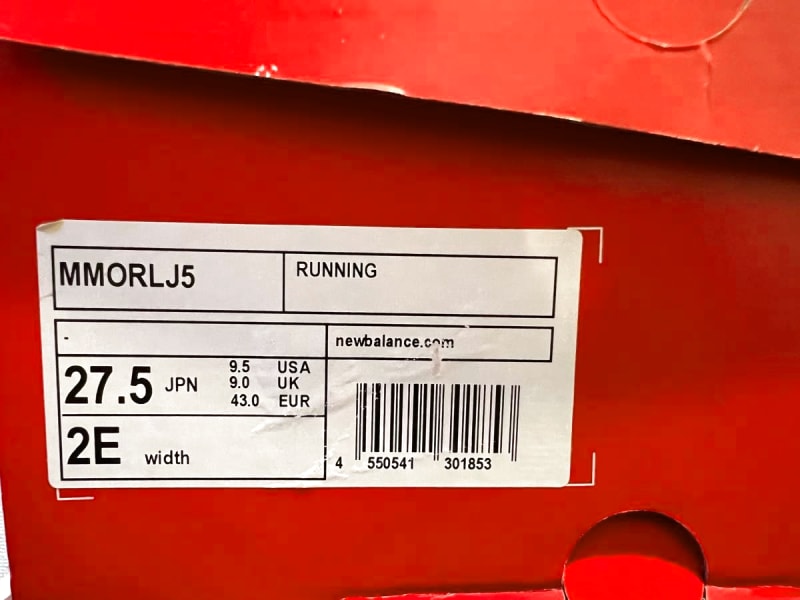 MMORLJ5
RUNNING
-
newbalance.com
27.5 JPN
9.5 USA
9.0 UK
43.0 EUR
2E width
4 550541 301853